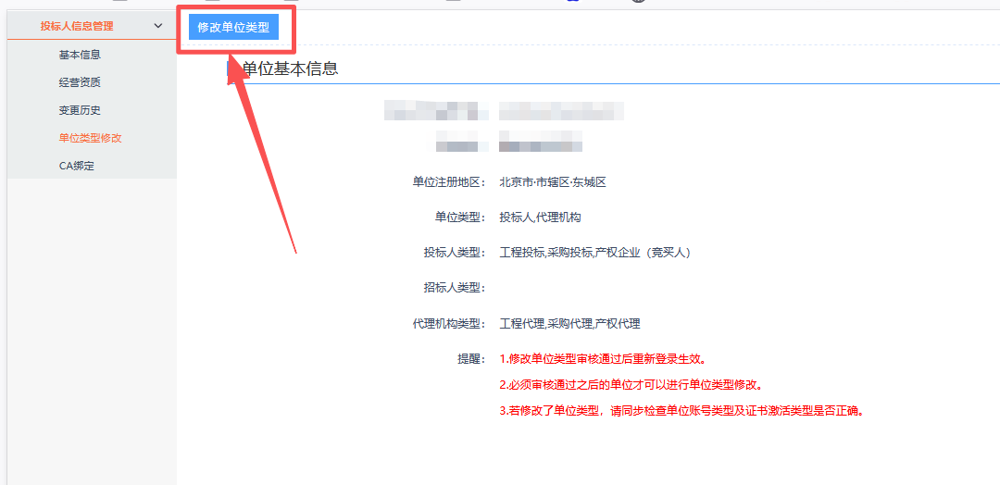 投标人信息管理
修改单位类型
基本信息
经营资质
变更历史
单位类型修改
CA绑定
单位基本信息
单位注册地区： 北京市·市辖区·东城区
单位类型： 投标人,代理机构
投标人类型： 工程投标,采购投标,产权企业（竞买人）
招标人类型：
代理机构类型： 工程代理,采购代理,产权代理
提醒： 1.修改单位类型审核通过后重新登录生效。
2.必须审核通过之后的单位才可以进行单位类型修改。
3.若修改了单位类型，请同步检查单位账号类型及证书激活类型是否正确。